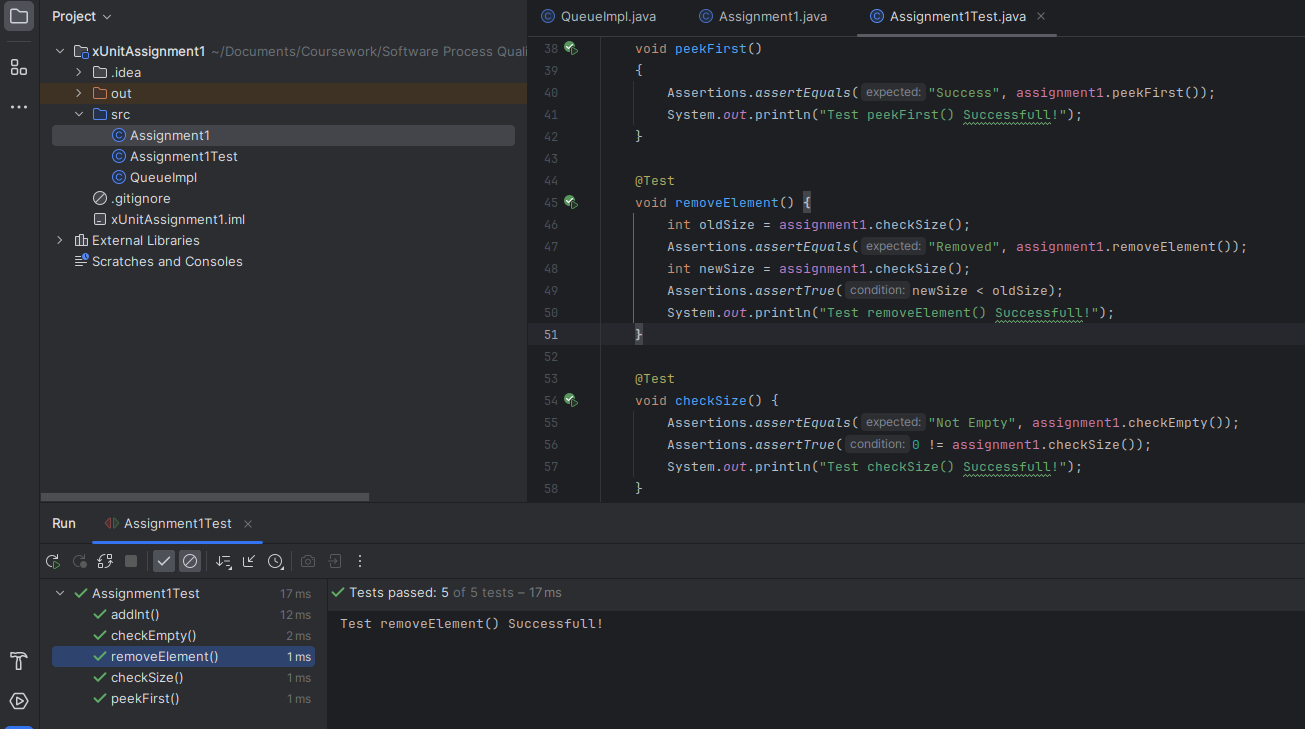 Project
QueueImpl.java
Assignment1.java
Assignment1Test.java
xUnitAssignment1 ~/Documents/Coursework/Software Process Quali
.idea
out
src
Assignment1
Assignment1Test
QueueImpl
.gitignore
xUnitAssignment1.iml
External Libraries
Scratches and Consoles
38 void peekFirst()
39 {
40 Assertions.assertEquals( expected: "Success", assignment1.peekFirst());
41 System.out.println("Test peekFirst() Successfull!");
42 }
43
44 @Test
45 void removeElement() {
46 int oldSize = assignment1.checkSize();
47 Assertions.assertEquals( expected: "Removed", assignment1.removeElement());
48 int newSize = assignment1.checkSize();
49 Assertions.assertTrue( condition: newSize < oldSize);
50 System.out.println("Test removeElement() Successfull!");
51 }
52
53 @Test
54 void checkSize() {
55 Assertions.assertEquals( expected: "Not Empty", assignment1.checkEmpty());
56 Assertions.assertTrue( condition: 0 != assignment1.checkSize());
57 System.out.println("Test checkSize() Successfull!");
58 }
Run
Assignment1Test
Assignment1Test 17 ms
addInt() 12 ms
checkEmpty() 2 ms
removeElement() 1 ms
checkSize() 1 ms
peekFirst() 1 ms
Tests passed: 5 of 5 tests – 17 ms
Test removeElement() Successfull!